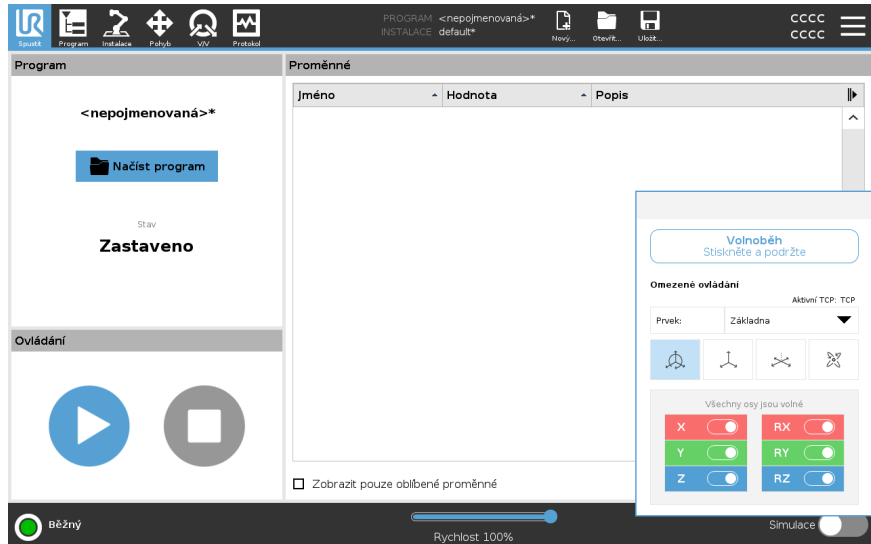 UR
Spustit
Program
Instalace
Pohyb
V/V
Protokol
PROGRAM <nepojmenovaná>*
INSTALACE default*
Nový...
Otevřít...
Uložit...
cccc
cccc
Program
<nepojmenovaná>*
Načíst program
Stav
Zastaveno
Ovládání
Proměnné
Jméno Hodnota Popis
Zobrazit pouze oblíbené proměnné
Volnoběh
Stiskněte a podržte
Omezené ovládání
Aktivní TCP: TCP
Prvek: Základna
Všechny osy jsou volné
X RX
Y RY
Z RZ
Běžný
Rychlost 100%
Simulace